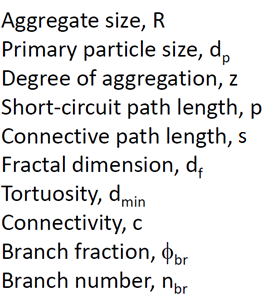 Aggregate size, R
Primary particle size, dp
Degree of aggregation, z
Short-circuit path length, p
Connective path length, s
Fractal dimension, df
Tortuosity, dmin
Connectivity, c
Branch fraction, ϕbr
Branch number, nbr